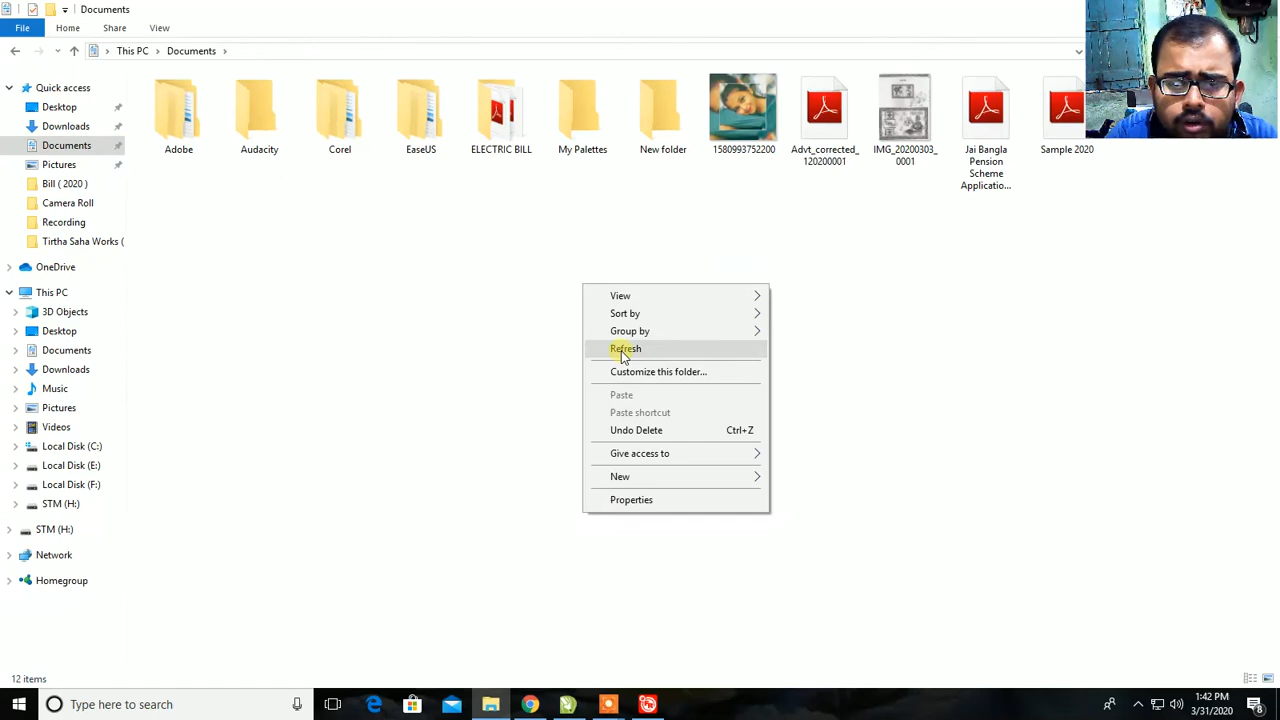 Documents
File Home Share View
This PC Documents
Quick access
Desktop
Downloads
Documents
Pictures
Bill ( 2020 )
Camera Roll
Recording
Tirtha Saha Works (
OneDrive
This PC
3D Objects
Desktop
Documents
Downloads
Music
Pictures
Videos
Local Disk (C:)
Local Disk (E:)
Local Disk (F:)
STM (H:)
STM (H:)
Network
Homegroup
Adobe
Audacity
Corel
EaseUS
ELECTRIC BILL
My Palettes
New folder
1580993752200
Advt_corrected_
120200001
IMG_20200303_
0001
Jai Bangla
Pension
Scheme
Applicatio...
Sample 2020
View
Sort by
Group by
Refresh
Customize this folder...
Paste
Paste shortcut
Undo Delete Ctrl+Z
Give access to
New
Properties
12 items
Type here to search
1:42 PM
3/31/2020
8